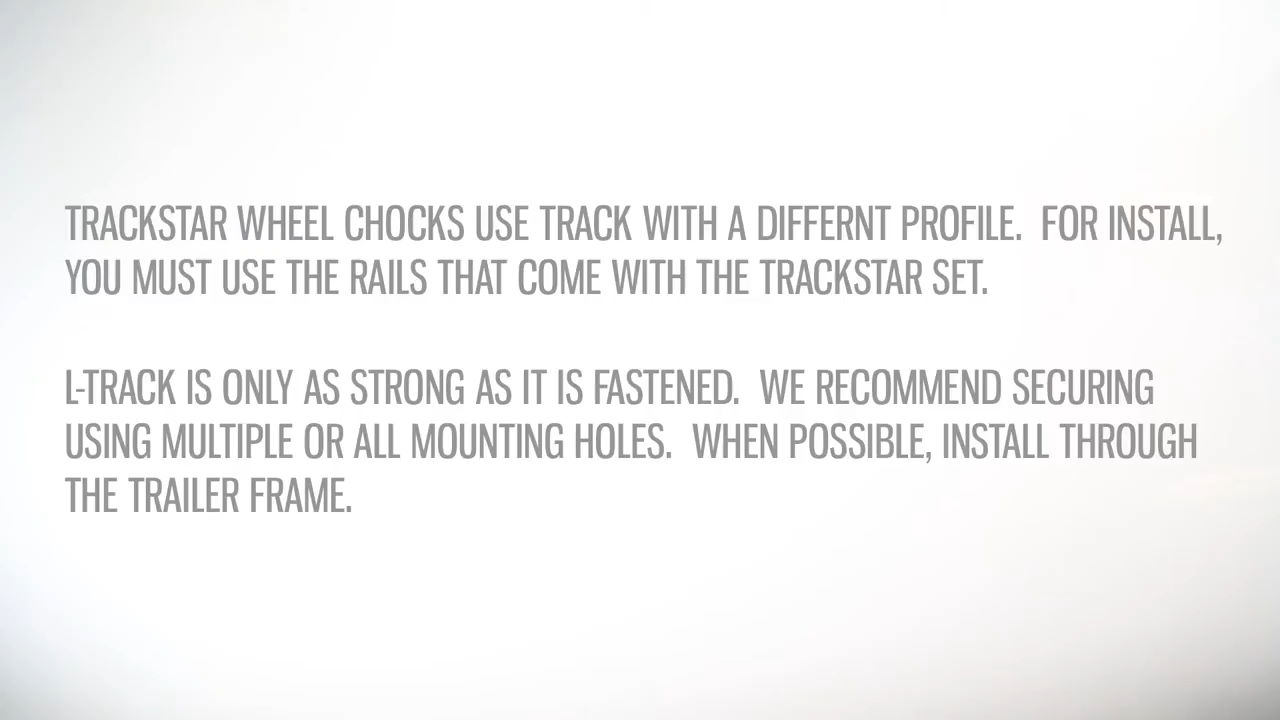 TRACKSTAR WHEEL CHOCKS USE TRACK WITH A DIFFERNT PROFILE. FOR INSTALL,
YOU MUST USE THE RAILS THAT COME WITH THE TRACKSTAR SET.
L-TRACK IS ONLY AS STRONG AS IT IS FASTENED. WE RECOMMEND SECURING
USING MULTIPLE OR ALL MOUNTING HOLES. WHEN POSSIBLE, INSTALL THROUGH
THE TRAILER FRAME.